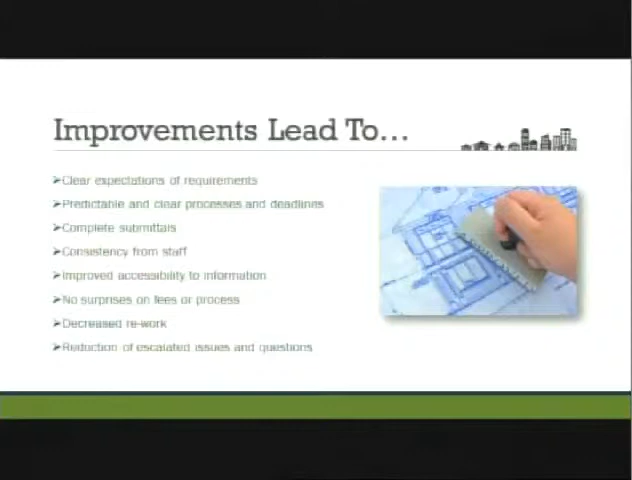 Improvements Lead To...
➢Clear expectations of requirements
➢Predictable and clear processes and deadlines
➢Complete submittals
➢Consistency from staff
➢Improved accessibility to information
➢No surprises on fees or process
➢Decreased re-work
➢Reduction of escalated issues and questions